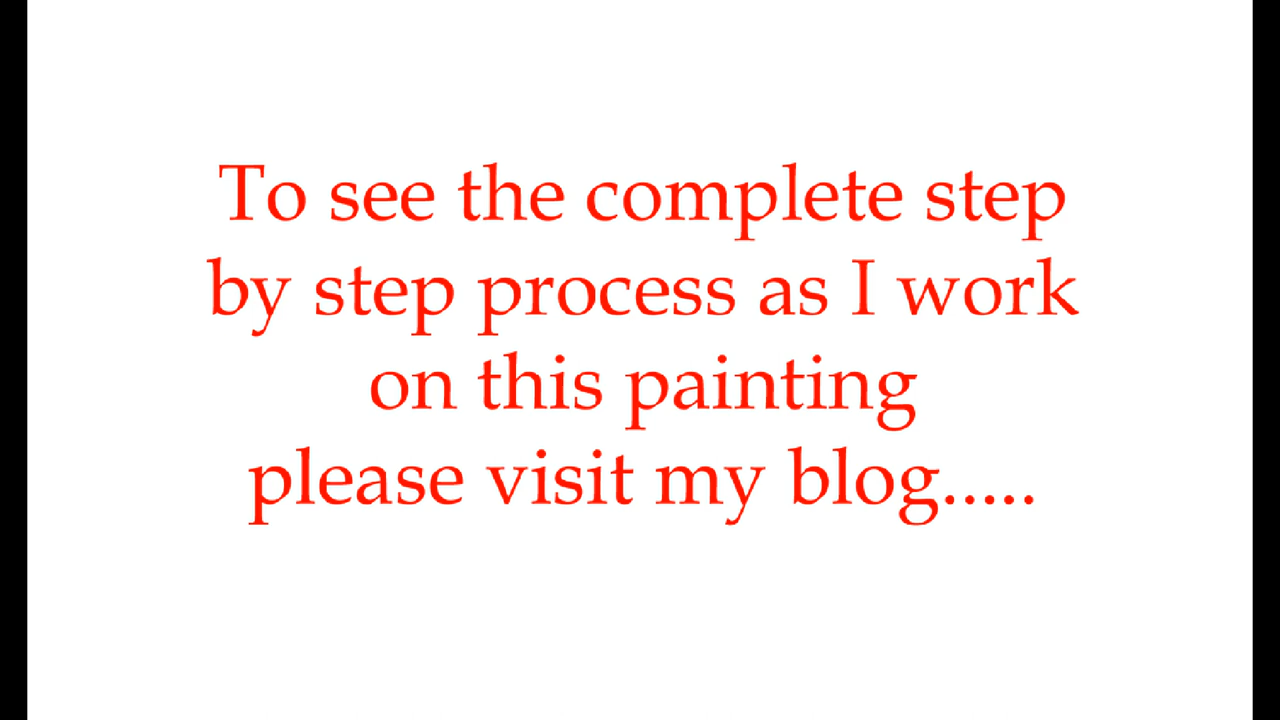 To see the complete step
by step process as I work
on this painting
please visit my blog.....